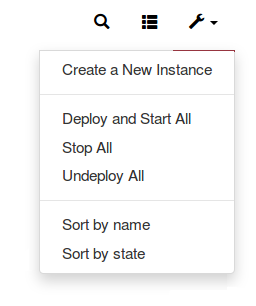 Create a New Instance
Deploy and Start All
Stop All
Undeploy All
Sort by name
Sort by state